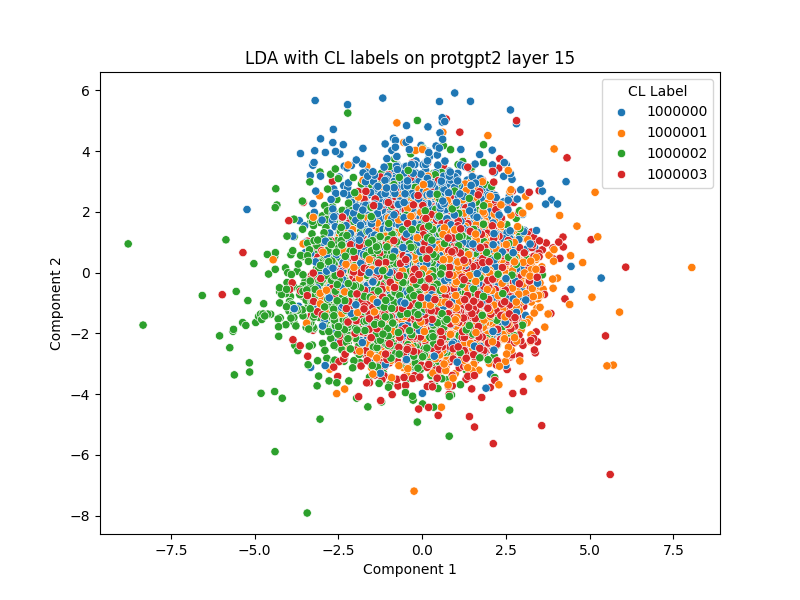 LDA with CL labels on protgpt2 layer 15
CL Label
1000000
1000001
1000002
1000003
6
4
2
0
−2
−4
−6
−8
Component 2
−7.5 −5.0 −2.5 0.0 2.5 5.0 7.5
Component 1